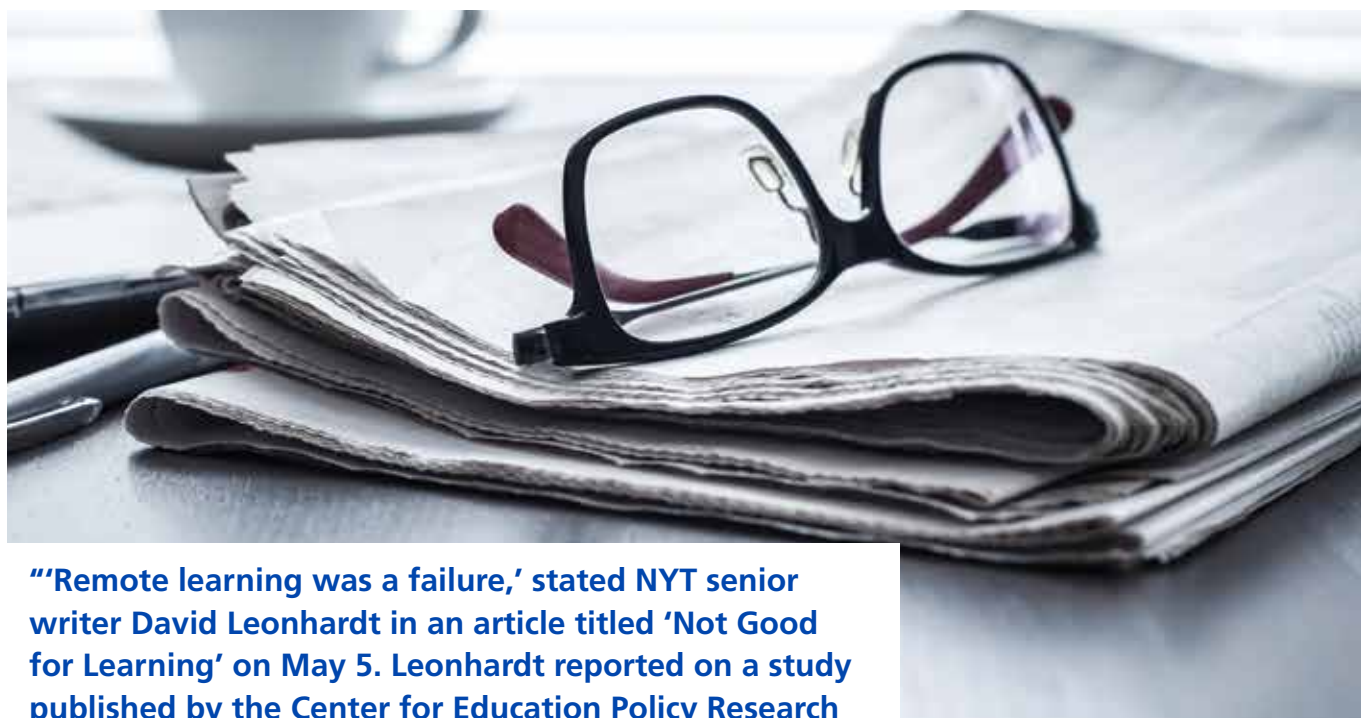 “‘Remote learning was a failure,’ stated NYT senior
writer David Leonhardt in an article titled ‘Not Good
for Learning’ on May 5. Leonhardt reported on a study
published by the Center for Education Policy Research